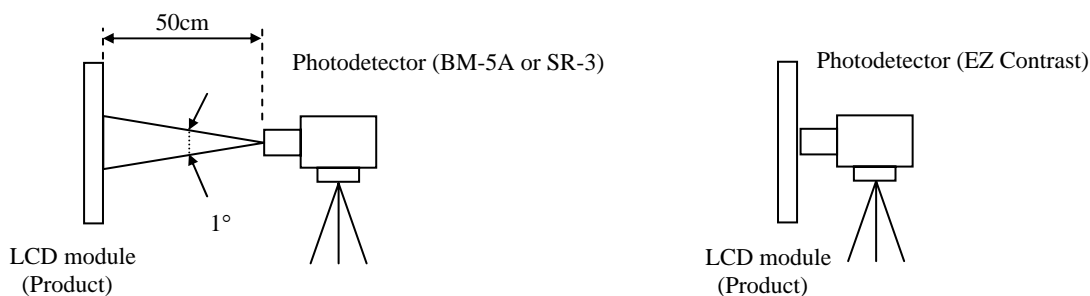 50cm
Photodetector (BM-5A or SR-3)
1°
LCD module
(Product)
Photodetector (EZ Contrast)
LCD module
(Product)